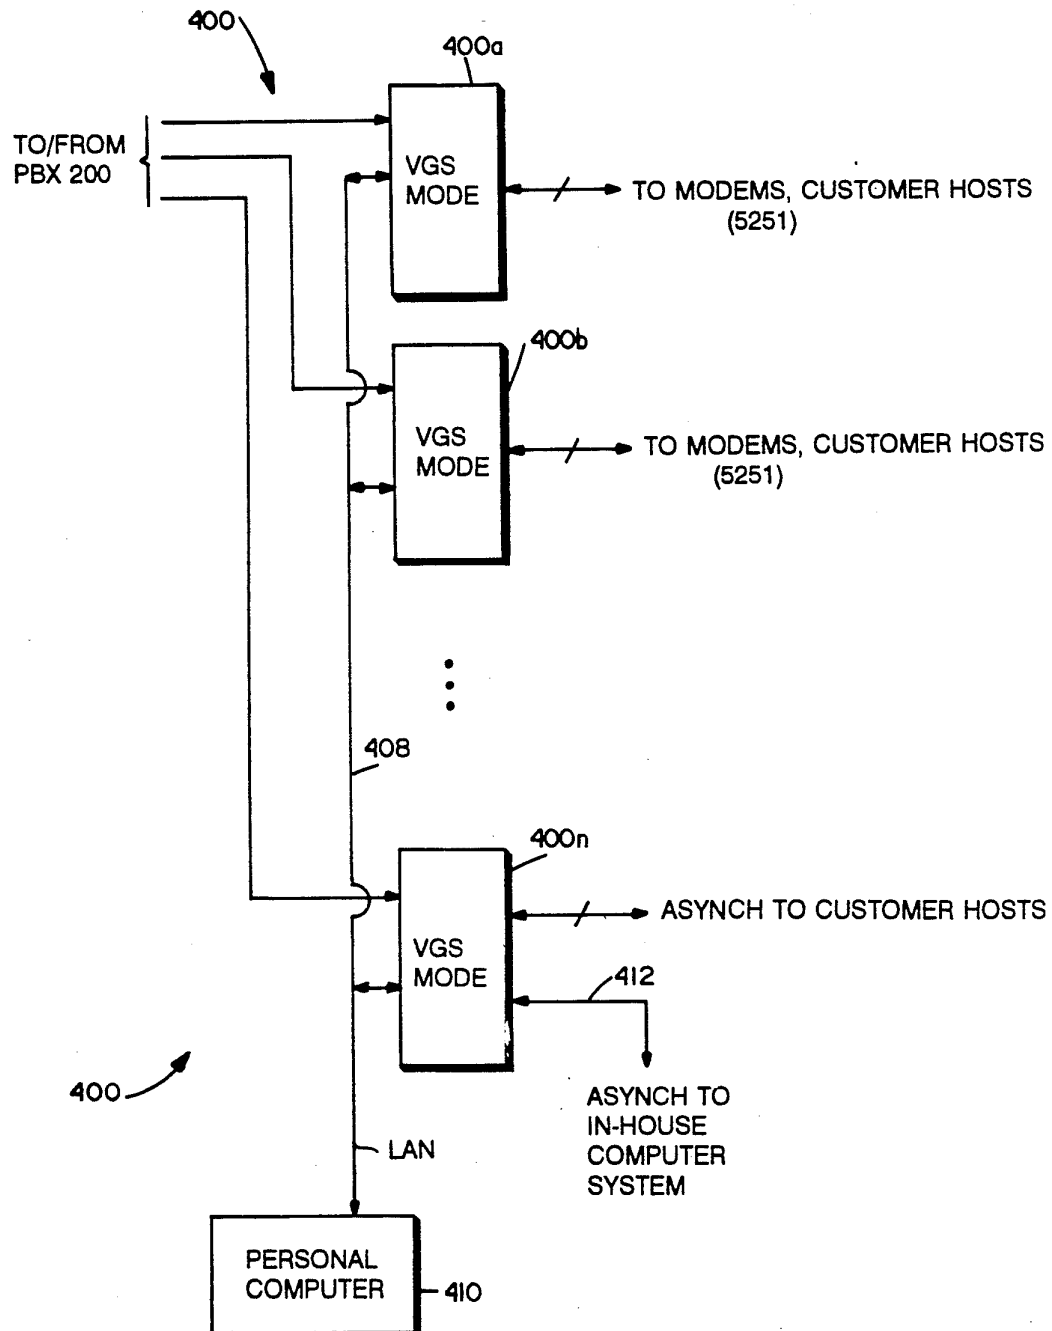 400
400a
TO/FROM
PBX 200
VGS
MODE
TO MODEMS, CUSTOMER HOSTS
(5251)
400b
VGS
MODE
TO MODEMS, CUSTOMER HOSTS
(5251)
408
400n
VGS
MODE
ASYNCH TO CUSTOMER HOSTS
412
400
ASYNCH TO
IN-HOUSE
COMPUTER
SYSTEM
LAN
PERSONAL
COMPUTER
410